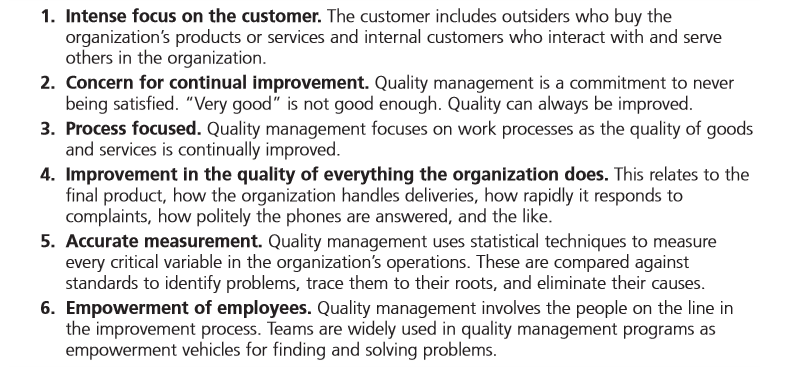 1. Intense focus on the customer. The customer includes outsiders who buy the
organization's products or services and internal customers who interact with and serve
others in the organization.
2. Concern for continual improvement. Quality management is a commitment to never
being satisfied. "Very good" is not good enough. Quality can always be improved.
3. Process focused. Quality management focuses on work processes as the quality of goods
and services is continually improved.
4. Improvement in the quality of everything the organization does. This relates to the
final product, how the organization handles deliveries, how rapidly it responds to
complaints, how politely the phones are answered, and the like.
5. Accurate measurement. Quality management uses statistical techniques to measure
every critical variable in the organization's operations. These are compared against
standards to identify problems, trace them to their roots, and eliminate their causes.
6. Empowerment of employees. Quality management involves the people on the line in
the improvement process. Teams are widely used in quality management programs as
empowerment vehicles for finding and solving problems.